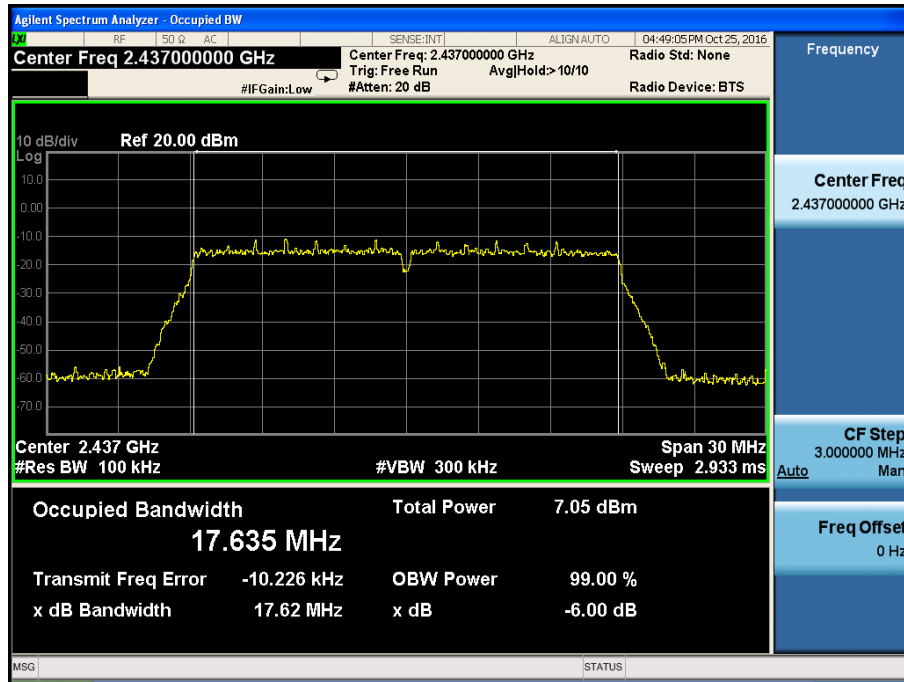 Agilent Spectrum Analyzer - Occupied BW
LXI RF 50 Ω AC SENSE:INT ALIGN AUTO 04:49:05 PM Oct 25, 2016
Center Freq 2.437000000 GHz
Center Freq: 2.437000000 GHz Radio Std: None
Trig: Free Run Avg|Hold:>10/10
#IFGain:Low #Atten: 20 dB Radio Device: BTS
Frequency
10 dB/div Ref 20.00 dBm
Log
10.0
0.00
-10.0
-20.0
-30.0
-40.0
-50.0
-60.0
-70.0
Center 2.437 GHz Span 30 MHz
#Res BW 100 kHz #VBW 300 kHz Sweep 2.933 ms
Center Freq
2.437000000 GHz
CF Step
3.000000 MHz
Auto Man
Freq Offset
0 Hz
Occupied Bandwidth Total Power 7.05 dBm
17.635 MHz
Transmit Freq Error -10.226 kHz OBW Power 99.00 %
x dB Bandwidth 17.62 MHz x dB -6.00 dB
MSG STATUS